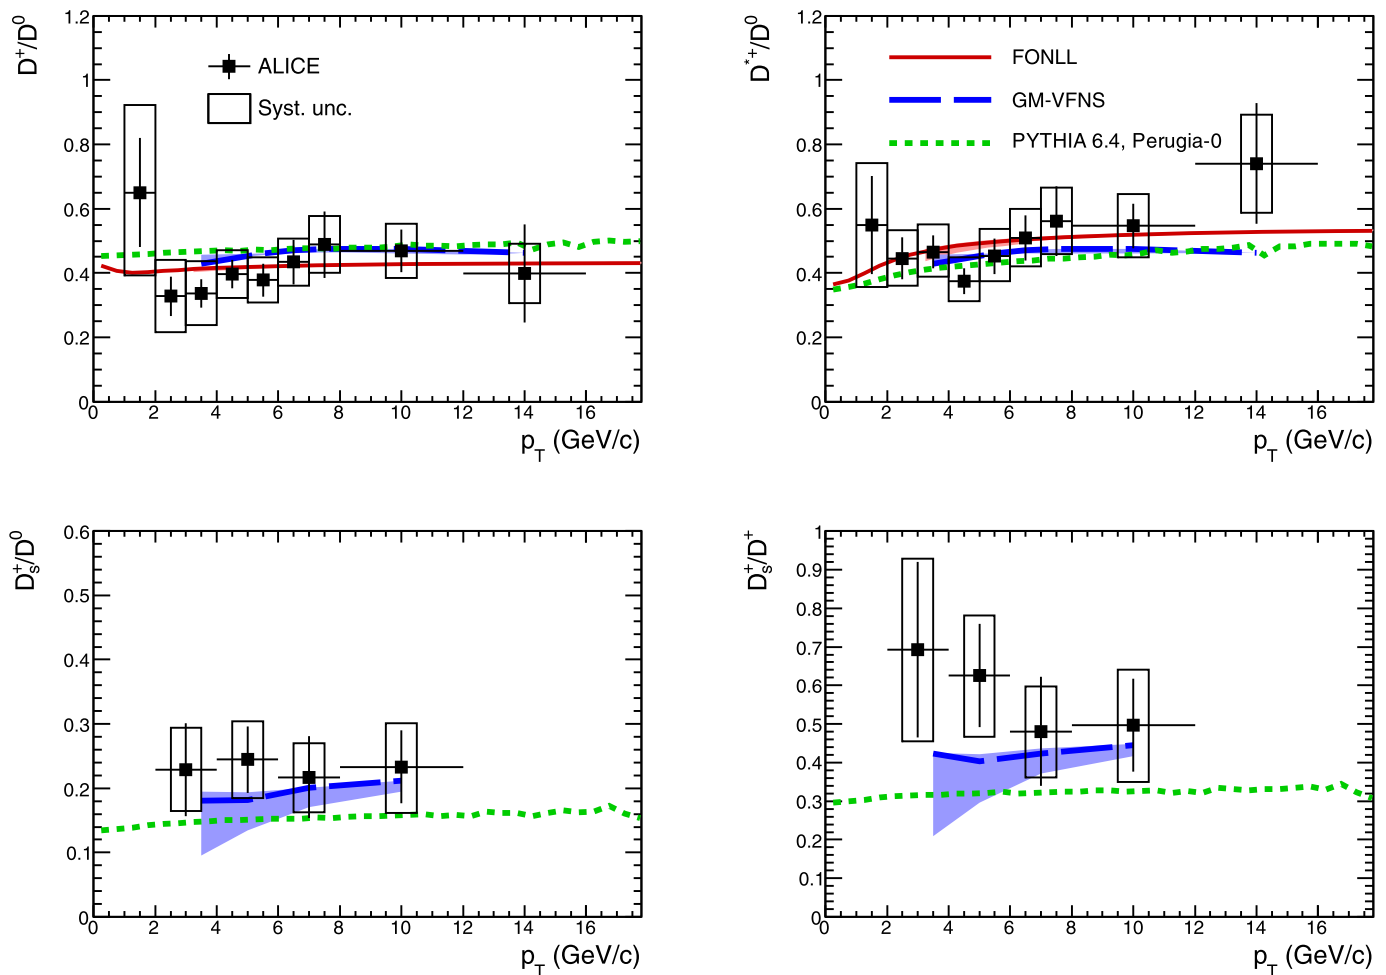 D+/D0
1.2
1
0.8
0.6
0.4
0.2
0
ALICE
Syst. unc.
0 2 4 6 8 10 12 14 16
pT (GeV/c)
D*+/D0
1.2
1
0.8
0.6
0.4
0.2
0
FONLL
GM-VFNS
PYTHIA 6.4, Perugia-0
0 2 4 6 8 10 12 14 16
pT (GeV/c)
Ds+/D0
0.6
0.5
0.4
0.3
0.2
0.1
0
0 2 4 6 8 10 12 14 16
pT (GeV/c)
Ds+/D+
1
0.9
0.8
0.7
0.6
0.5
0.4
0.3
0.2
0.1
0
0 2 4 6 8 10 12 14 16
pT (GeV/c)